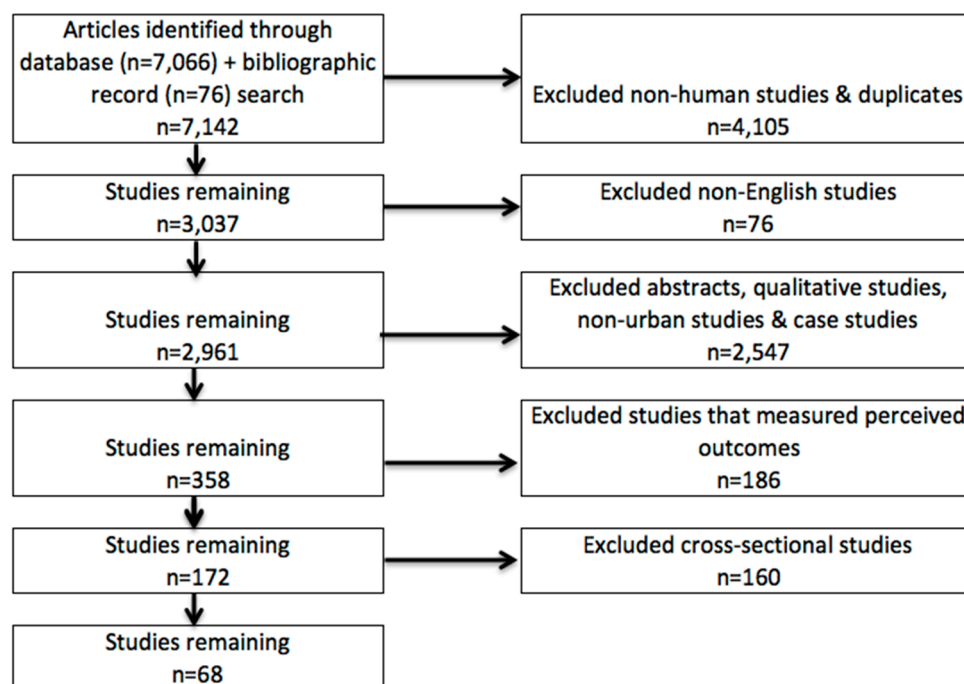 Articles identified through
database (n=7,066) + bibliographic
record (n=76) search
n=7,142
Excluded non-human studies & duplicates
n=4,105
Studies remaining
n=3,037
Excluded non-English studies
n=76
Studies remaining
n=2,961
Excluded abstracts, qualitative studies,
non-urban studies & case studies
n=2,547
Studies remaining
n=358
Excluded studies that measured perceived
outcomes
n=186
Studies remaining
n=172
Excluded cross-sectional studies
n=160
Studies remaining
n=68